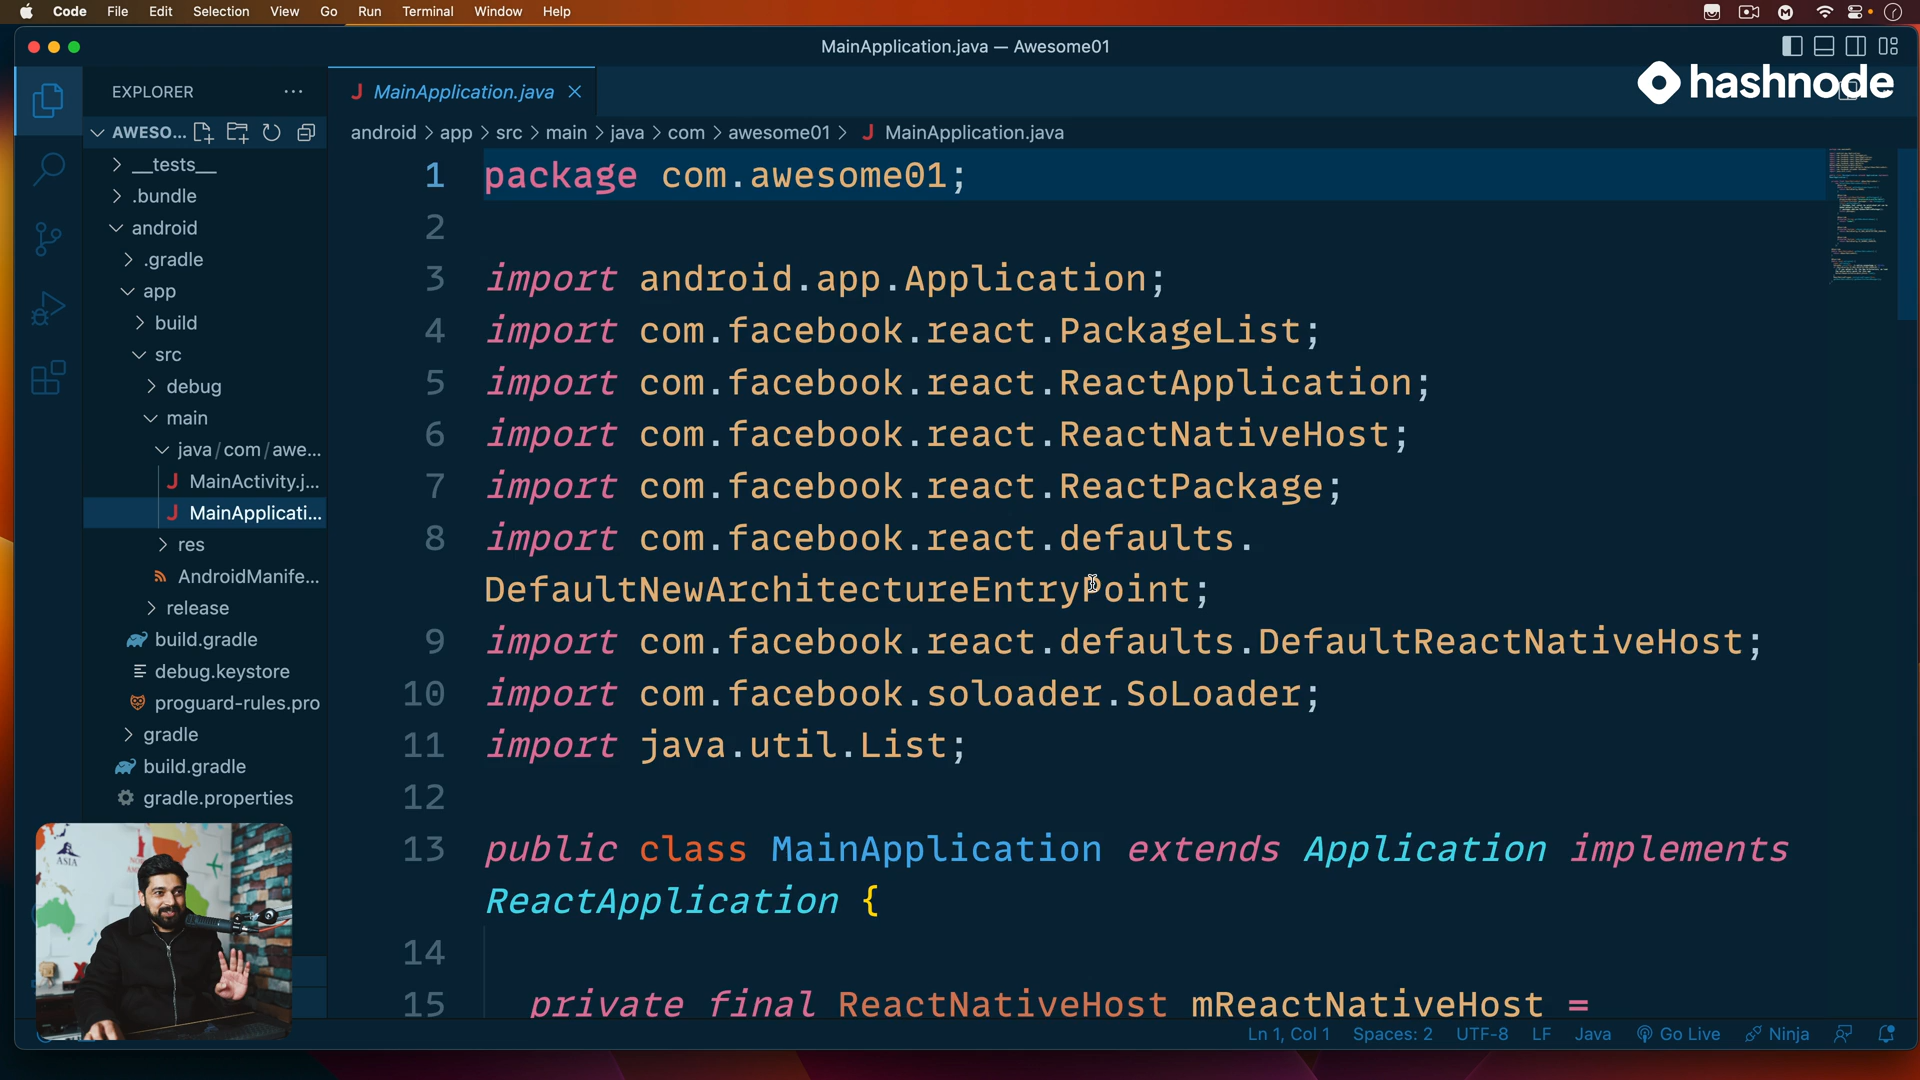 Code File Edit Selection View Go Run Terminal Window Help
MainApplication.java — Awesome01
hashnode
EXPLORER
MainApplication.java
AWESO...
android > app > src > main > java > com > awesome01 > MainApplication.java
__tests__
.bundle
android
.gradle
app
build
src
debug
main
java/com/awe...
MainActivity.j...
MainApplicati...
res
AndroidManife...
release
build.gradle
debug.keystore
proguard-rules.pro
gradle
build.gradle
gradle.properties
1 package com.awesome01;
2
3 import android.app.Application;
4 import com.facebook.react.PackageList;
5 import com.facebook.react.ReactApplication;
6 import com.facebook.react.ReactNativeHost;
7 import com.facebook.react.ReactPackage;
8 import com.facebook.react.defaults.
DefaultNewArchitectureEntryPoint;
9 import com.facebook.react.defaults.DefaultReactNativeHost;
10 import com.facebook.soloader.SoLoader;
11 import java.util.List;
12
13 public class MainApplication extends Application implements
ReactApplication {
14
15 private final ReactNativeHost mReactNativeHost =
ASIA
Ln 1, Col 1 Spaces: 2 UTF-8 LF Java Go Live Ninja